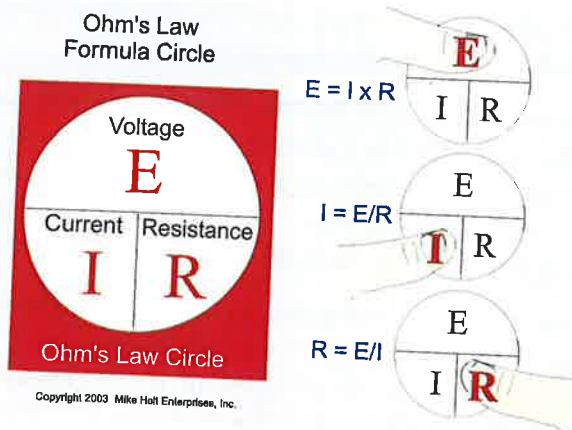 Ohm's Law
Formula Circle
Voltage
E
Current Resistance
I R
Ohm's Law Circle
Copyright 2003 Mike Holt Enterprises, Inc.
E = I x R
E
I R
I = E/R
E
I R
R = E/I
E
I R